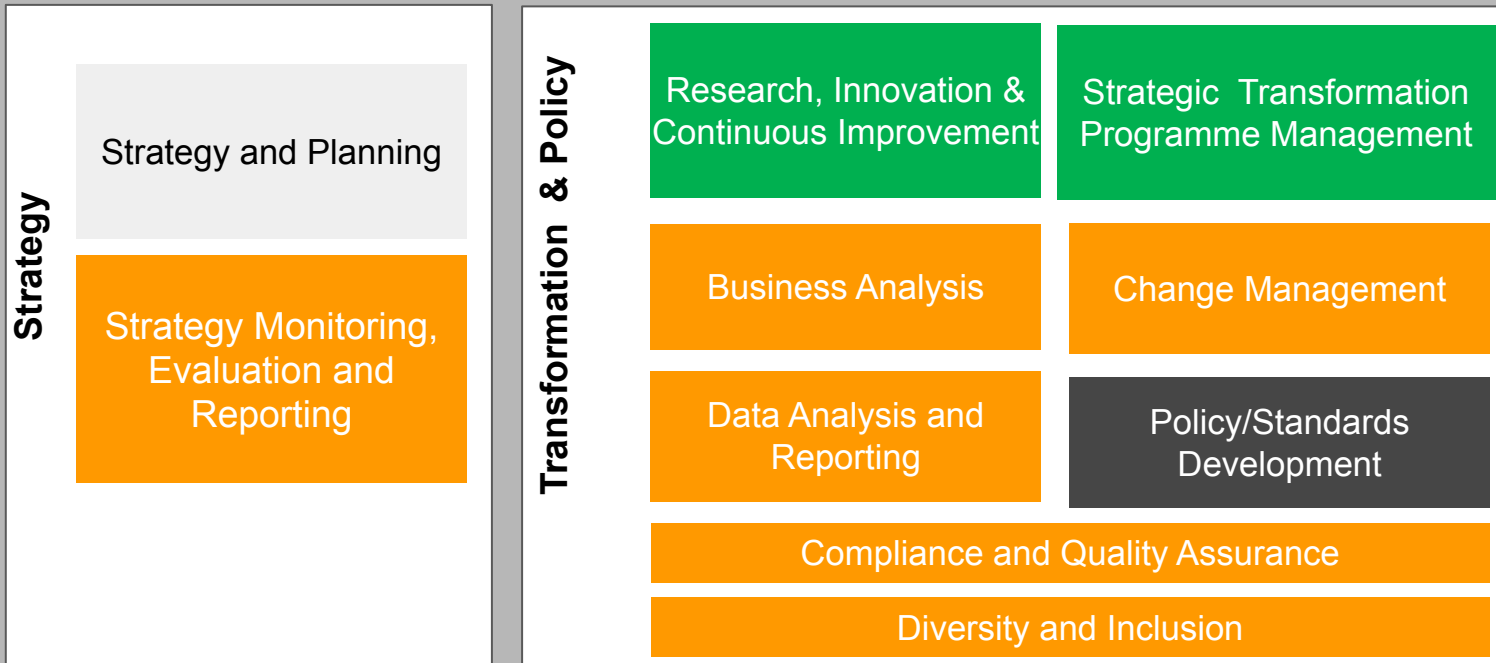 Strategy
Strategy and Planning
Strategy Monitoring,
Evaluation and
Reporting
Transformation & Policy
Research, Innovation &
Continuous Improvement
Strategic Transformation
Programme Management
Business Analysis
Change Management
Data Analysis and
Reporting
Policy/Standards
Development
Compliance and Quality Assurance
Diversity and Inclusion